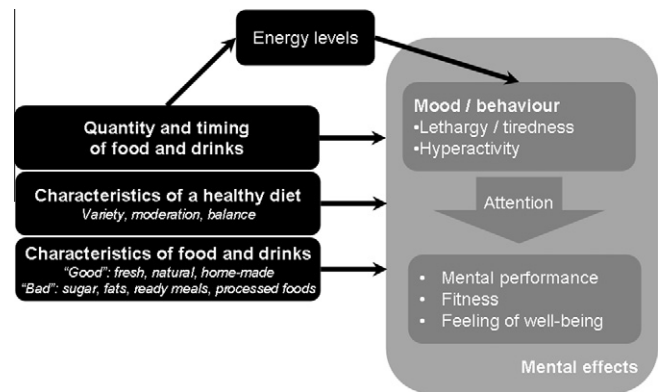 Energy levels
Quantity and timing
of food and drinks
Characteristics of a healthy diet
Variety, moderation, balance
Characteristics of food and drinks
“Good”: fresh, natural, home-made
“Bad”: sugar, fats, ready meals, processed foods
Mood / behaviour
•Lethargy / tiredness
•Hyperactivity
Attention
• Mental performance
• Fitness
• Feeling of well-being
Mental effects